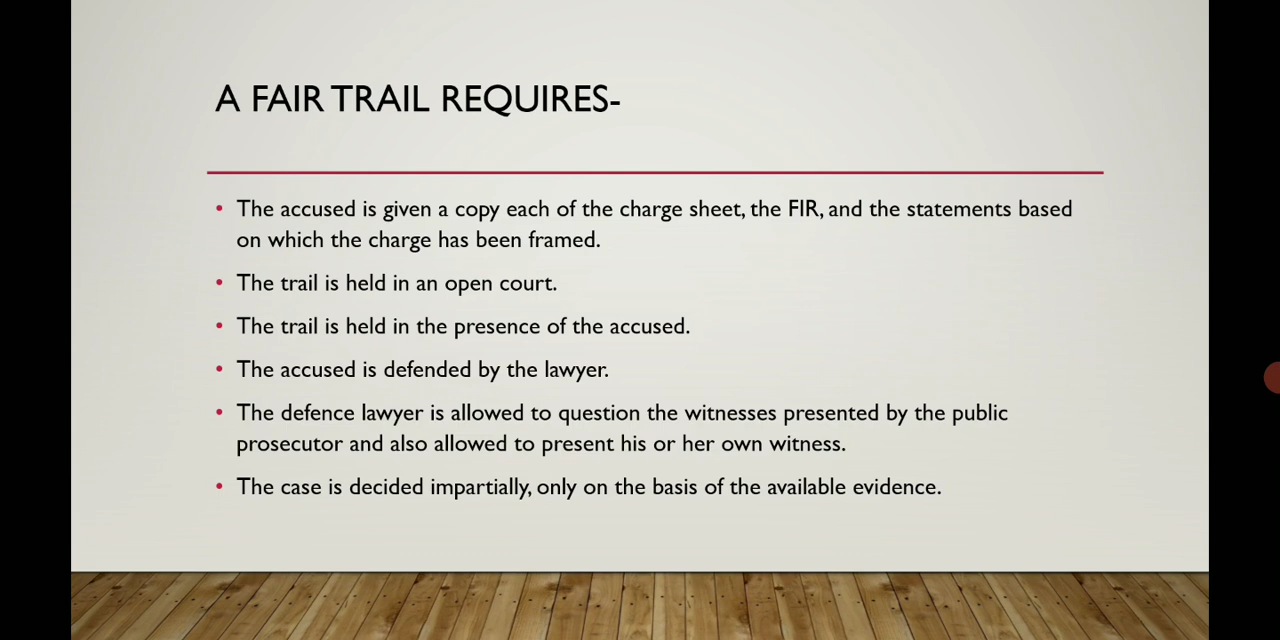 A FAIR TRAIL REQUIRES-
• The accused is given a copy each of the charge sheet, the FIR, and the statements based
on which the charge has been framed.
• The trail is held in an open court.
• The trail is held in the presence of the accused.
• The accused is defended by the lawyer.
• The defence lawyer is allowed to question the witnesses presented by the public
prosecutor and also allowed to present his or her own witness.
• The case is decided impartially, only on the basis of the available evidence.